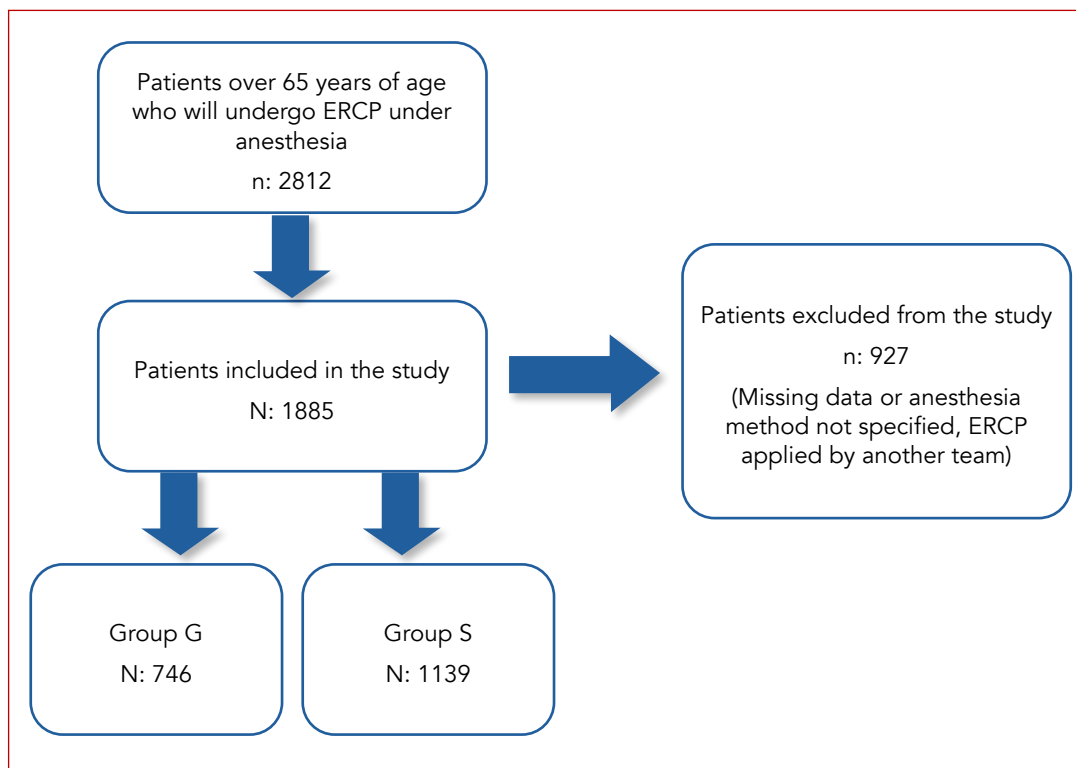 Patients over 65 years of age
who will undergo ERCP under
anesthesia
n: 2812
Patients included in the study
N: 1885
Patients excluded from the study
n: 927
(Missing data or anesthesia
method not specified, ERCP
applied by another team)
Group G
N: 746
Group S
N: 1139